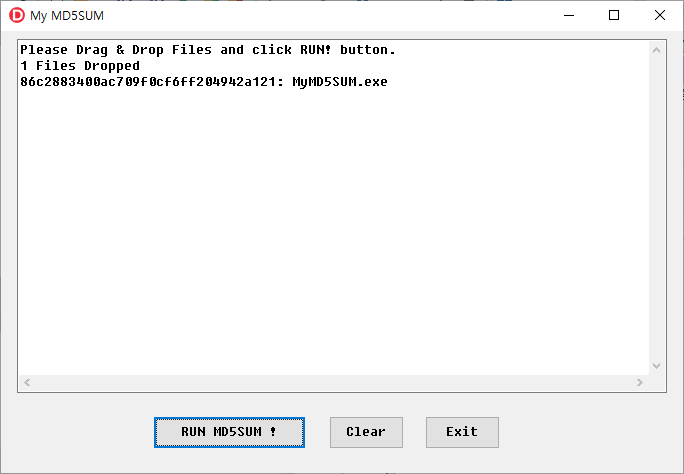 My MD5SUM
Please Drag & Drop Files and click RUN! button.
1 Files Dropped
86c2883400ac709f0cf6ff204942a121: MyMD5SUM.exe
RUN MD5SUM ! Clear Exit